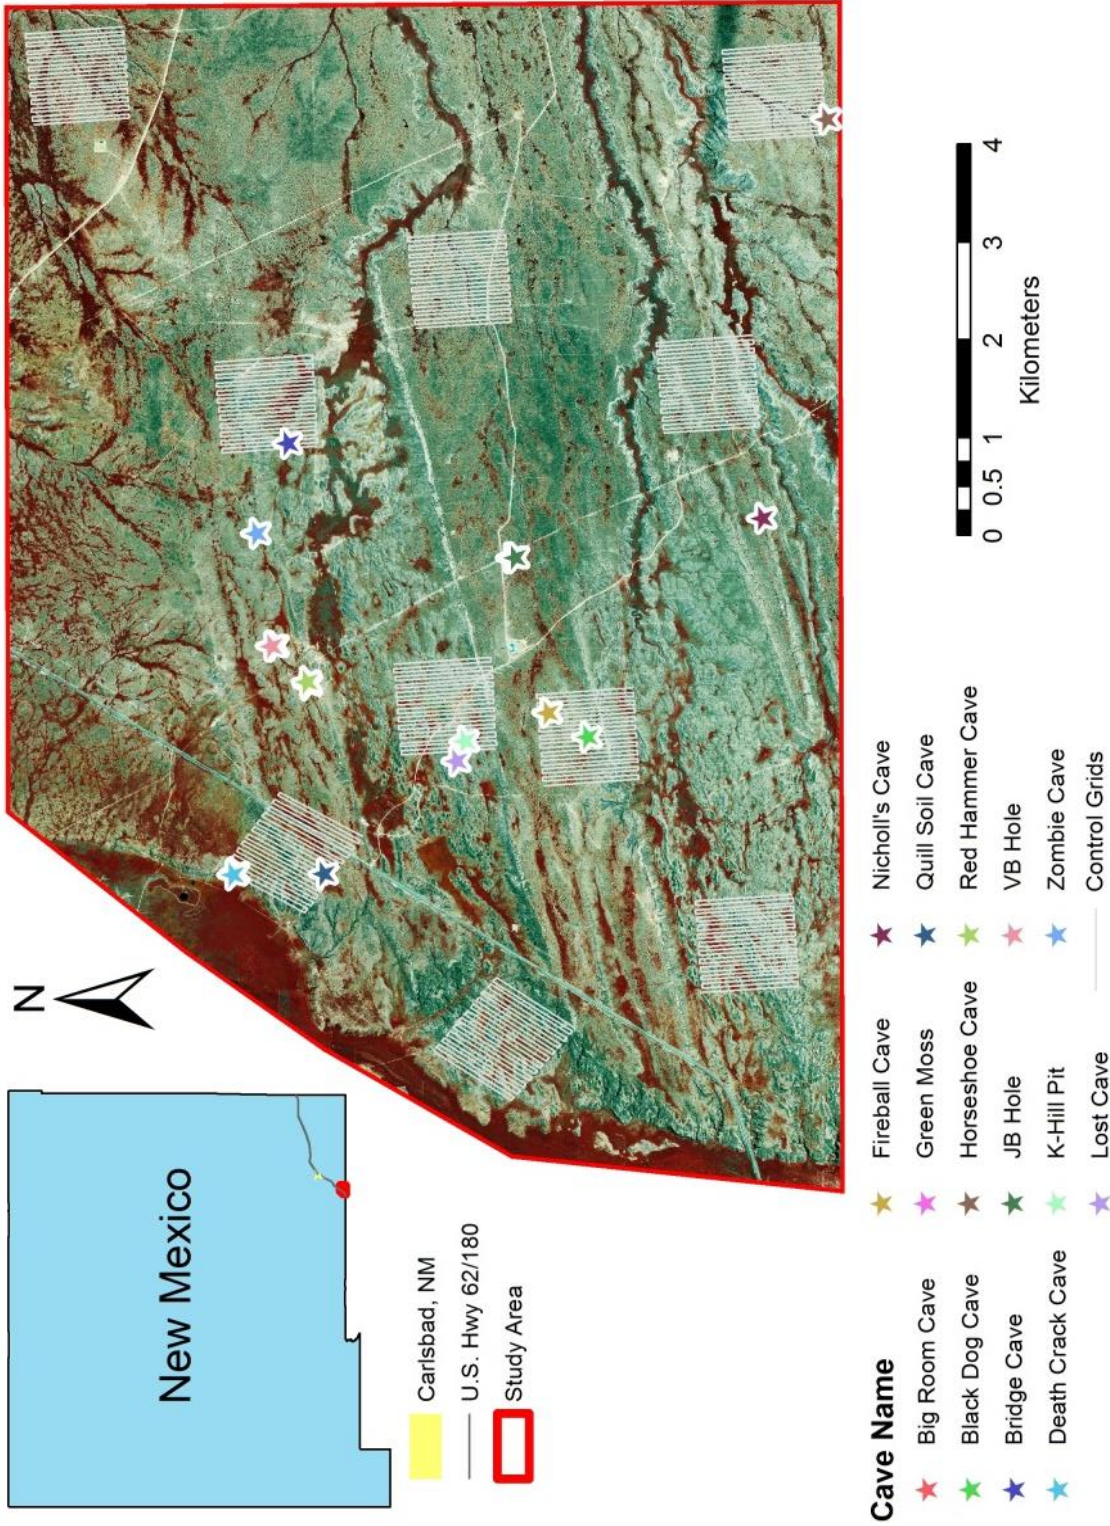 New Mexico
N
Carlsbad, NM
U.S. Hwy 62/180
Study Area
Cave Name
Big Room Cave
Black Dog Cave
Bridge Cave
Death Crack Cave
Fireball Cave
Green Moss
Horseshoe Cave
JB Hole
K-Hill Pit
Lost Cave
Nicholl's Cave
Quill Soil Cave
Red Hammer Cave
VB Hole
Zombie Cave
Control Grids
0 0.5 1 2 3 4
Kilometers